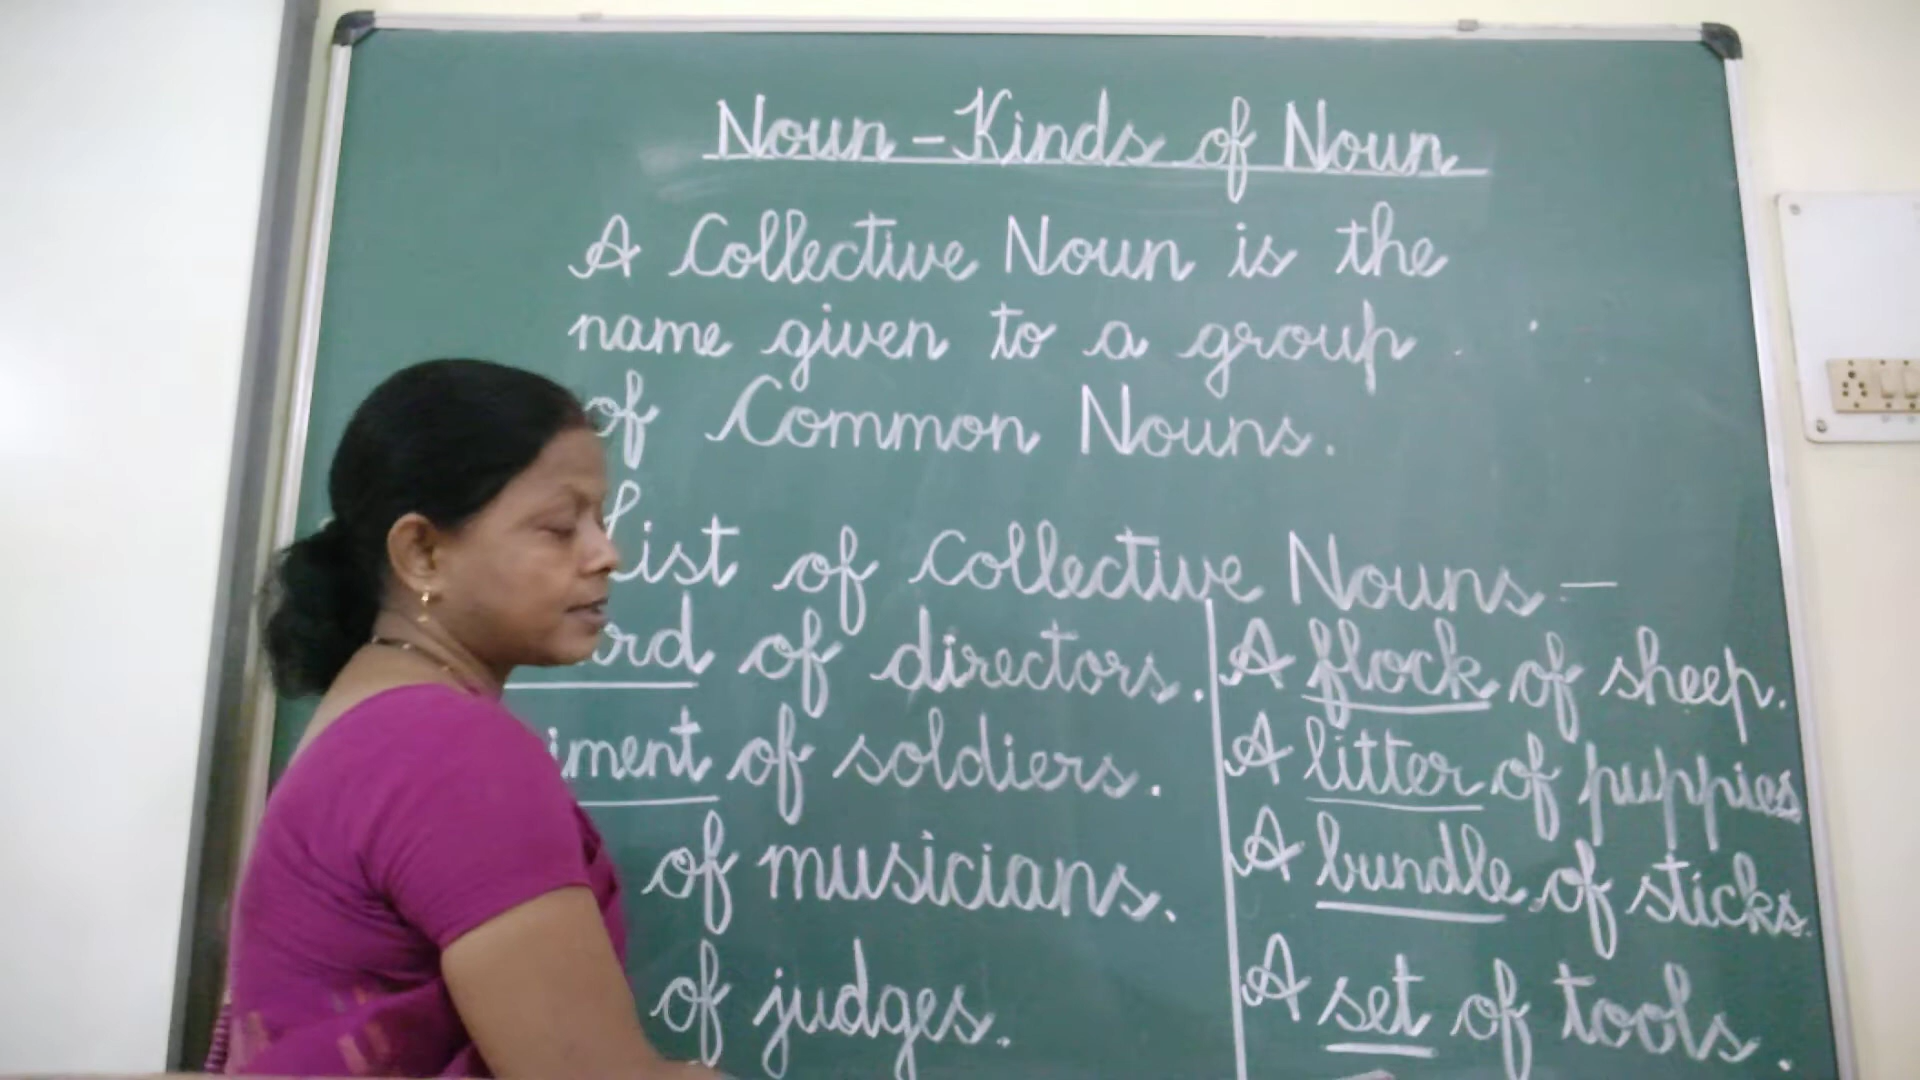 Noun - Kinds of Noun
A Collective Noun is the
name given to a group
of Common Nouns.
List of Collective Nouns -
of directors.
of soldiers.
of musicians.
of judges.
A flock of sheep.
A litter of puppies
A bundle of sticks.
A set of tools.